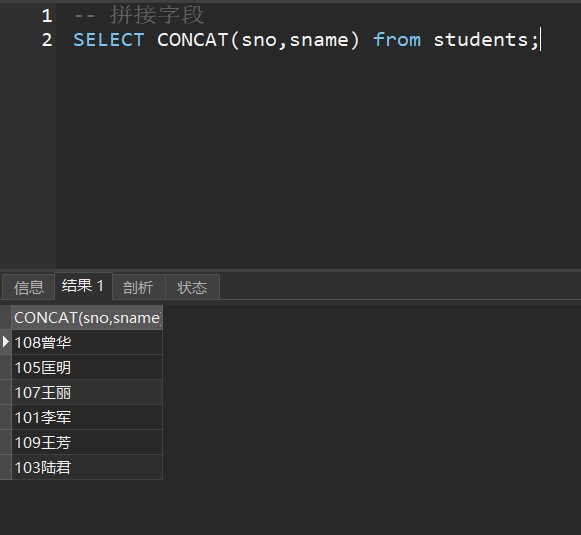 1 -- 拼接字段
2 SELECT CONCAT(sno,sname) from students;
信息 结果 1 剖析 状态
CONCAT(sno,sname)
108曾华
105匡明
107王丽
101李军
109王芳
103陆君